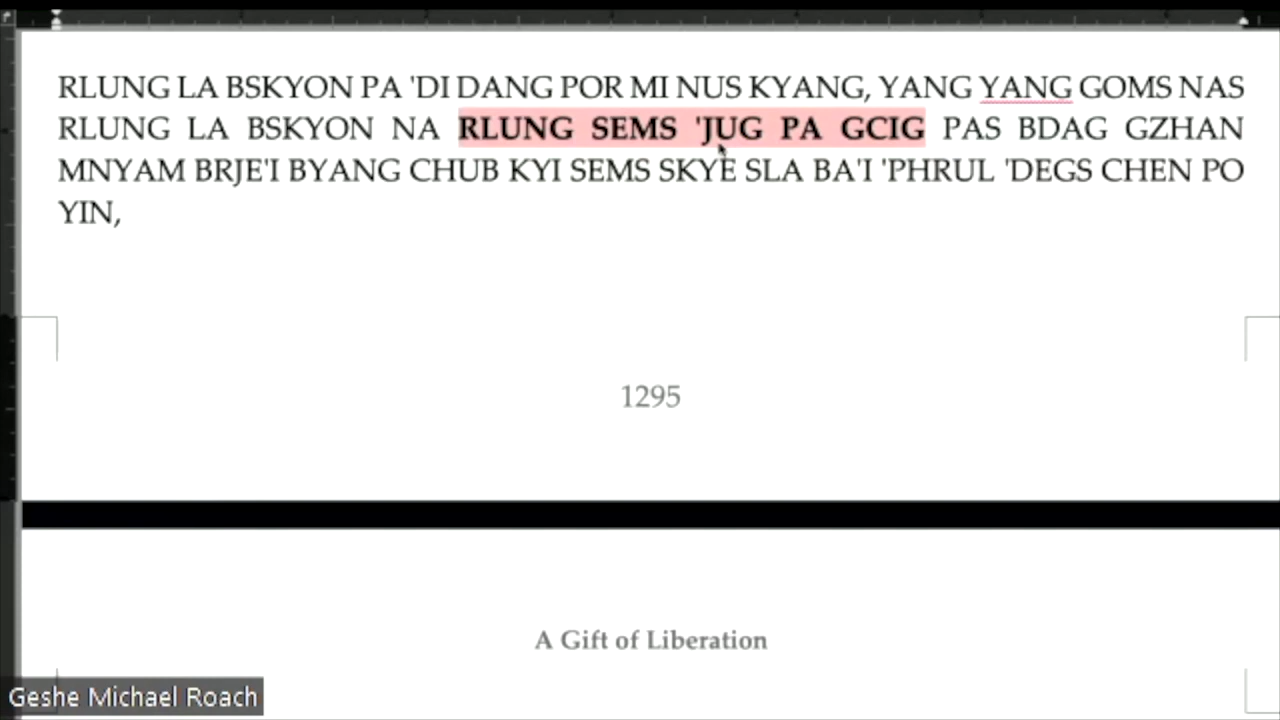 RLUNG LA BSKYON PA 'DI DANG POR MI NUS KYANG, YANG YANG GOMS NAS
RLUNG LA BSKYON NA RLUNG SEMS 'JUG PA GCIG PAS BDAG GZHAN
MNYAM BRJE'I BYANG CHUB KYI SEMS SKYE SLA BA'I 'PHRUL 'DEGS CHEN PO
YIN,
1295
A Gift of Liberation
Geshe Michael Roach